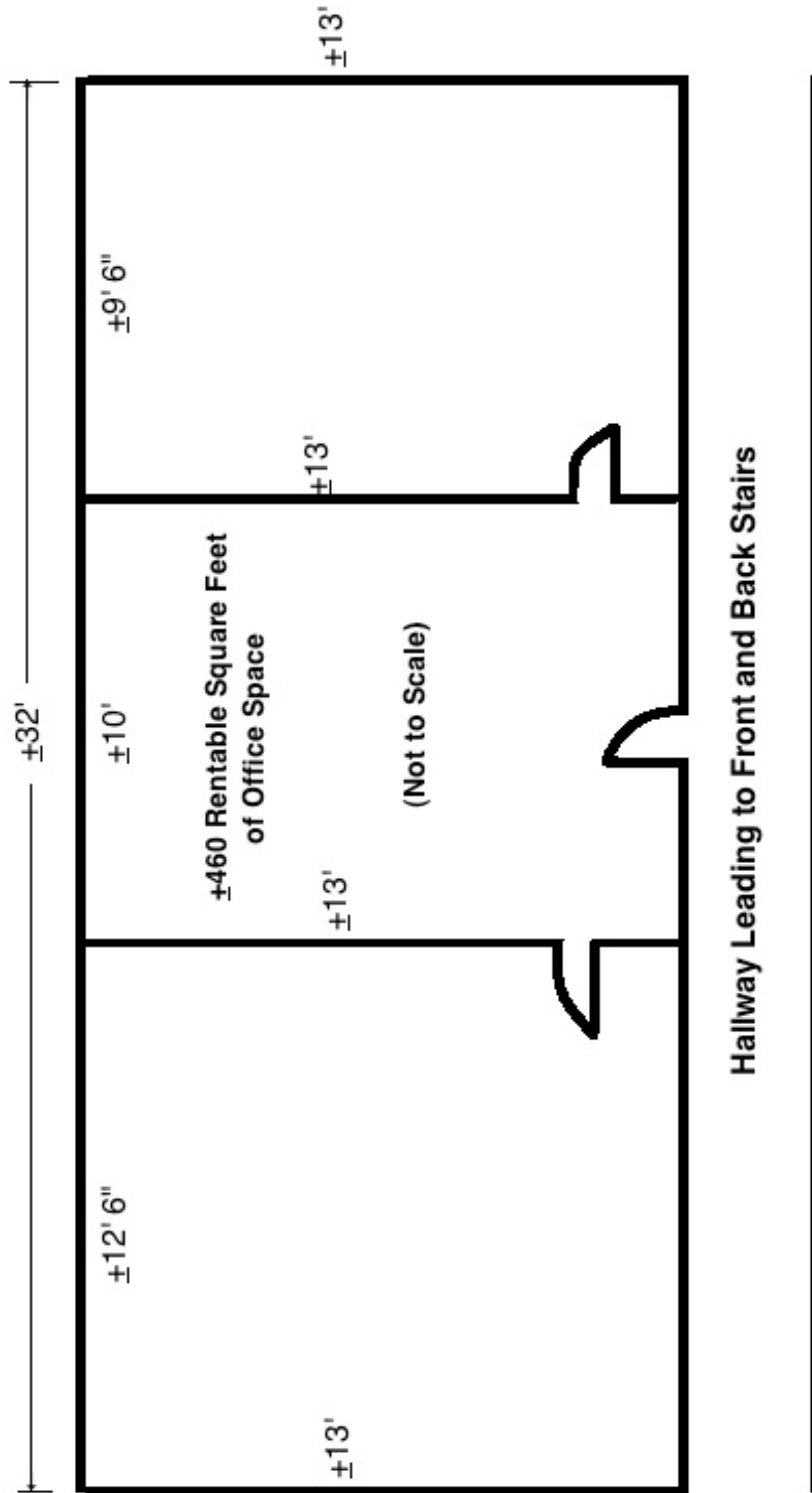 ±32'
±12' 6"
±10'
±9' 6"
±13'
±13'
±13'
±13'
±460 Rentable Square Feet
of Office Space
(Not to Scale)
Hallway Leading to Front and Back Stairs